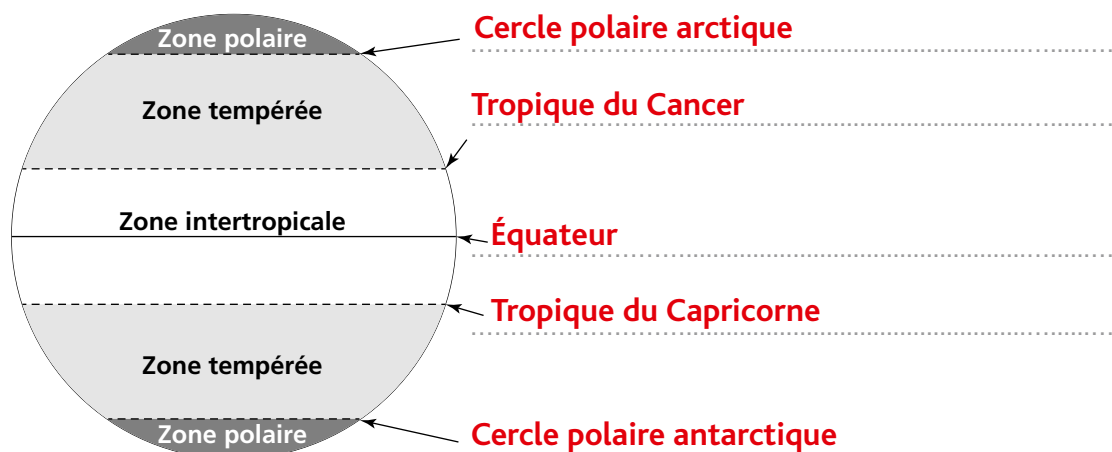 Zone polaire
Cercle polaire arctique
Zone tempérée
Tropique du Cancer
Zone intertropicale
Équateur
Tropique du Capricorne
Zone tempérée
Zone polaire
Cercle polaire antarctique